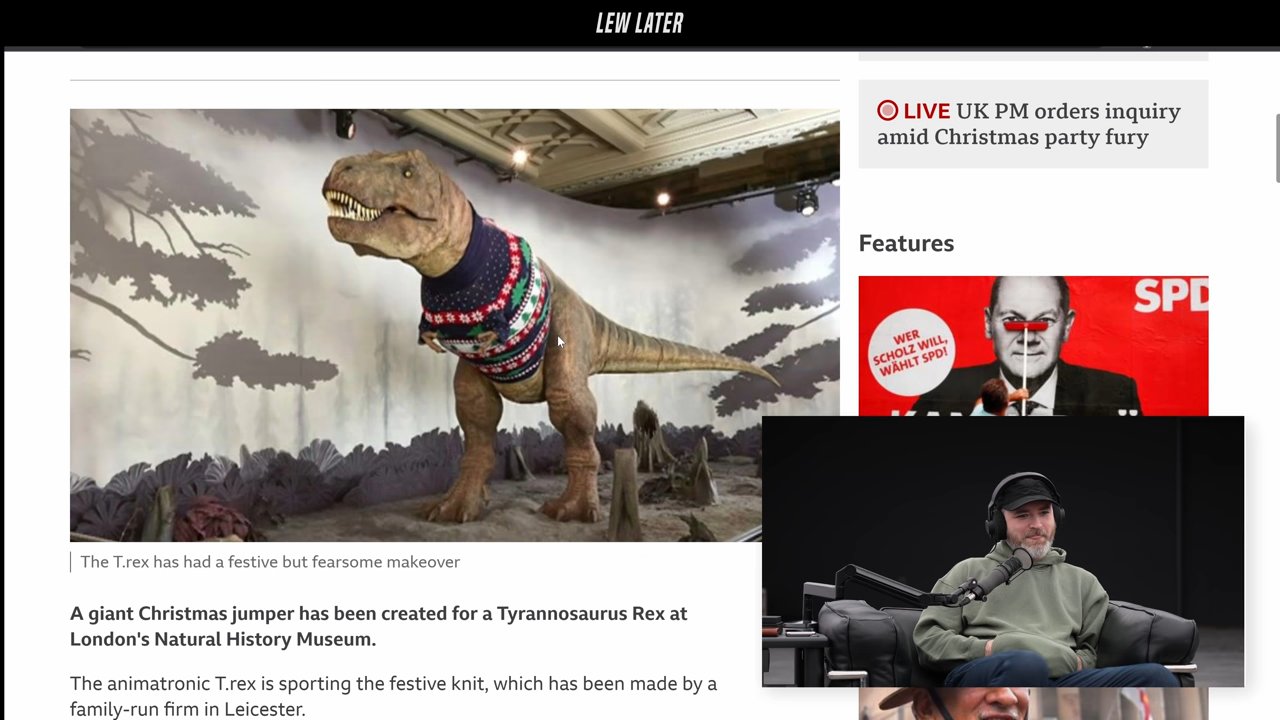 LEW LATER
LIVE UK PM orders inquiry
amid Christmas party fury
Features
SPD
WER
SCHOLZ WILL,
WÄHLT SPD!
The T.rex has had a festive but fearsome makeover
A giant Christmas jumper has been created for a Tyrannosaurus Rex at
London's Natural History Museum.
The animatronic T.rex is sporting the festive knit, which has been made by a
family-run firm in Leicester.